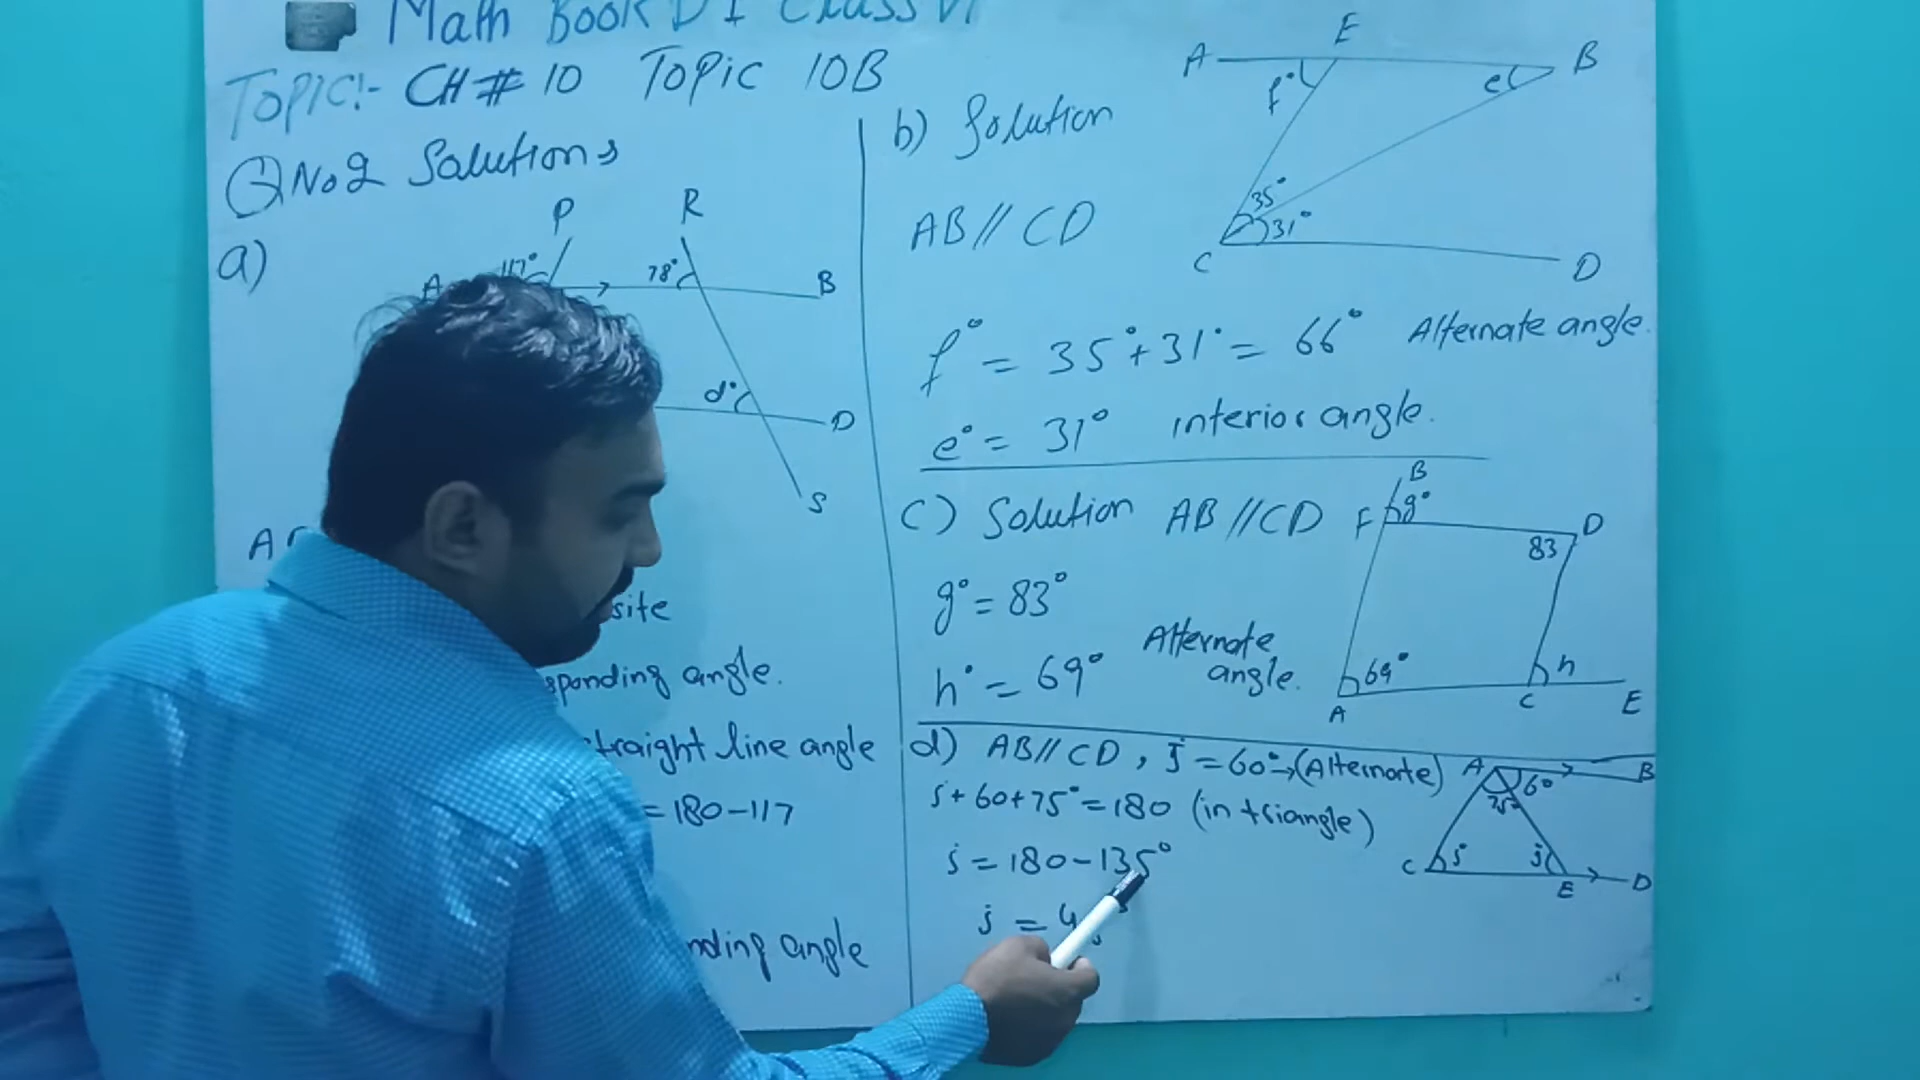 Math Book D1 Class VI
TOPIC:- CH # 10 Topic 10B
Q No 2 Solutions
a)
P
R
A
117°
78°
B
d°
D
S
site
sponding angle.
traight line angle
= 180 - 117
nding angle
b) Solution
A E B
f° e
AB // CD
35°
31°
C D
f° = 35° + 31° = 66° Alternate angle.
e° = 31° interior angle.
c) Solution AB // CD
B
F g° D
83
69° h
A C E
g° = 83°
h° = 69° Alternate angle.
d) AB // CD , j = 60° → (Alternate)
i + 60 + 75° = 180 (in triangle)
i = 180 - 135°
A B
60
75°
C i j E D